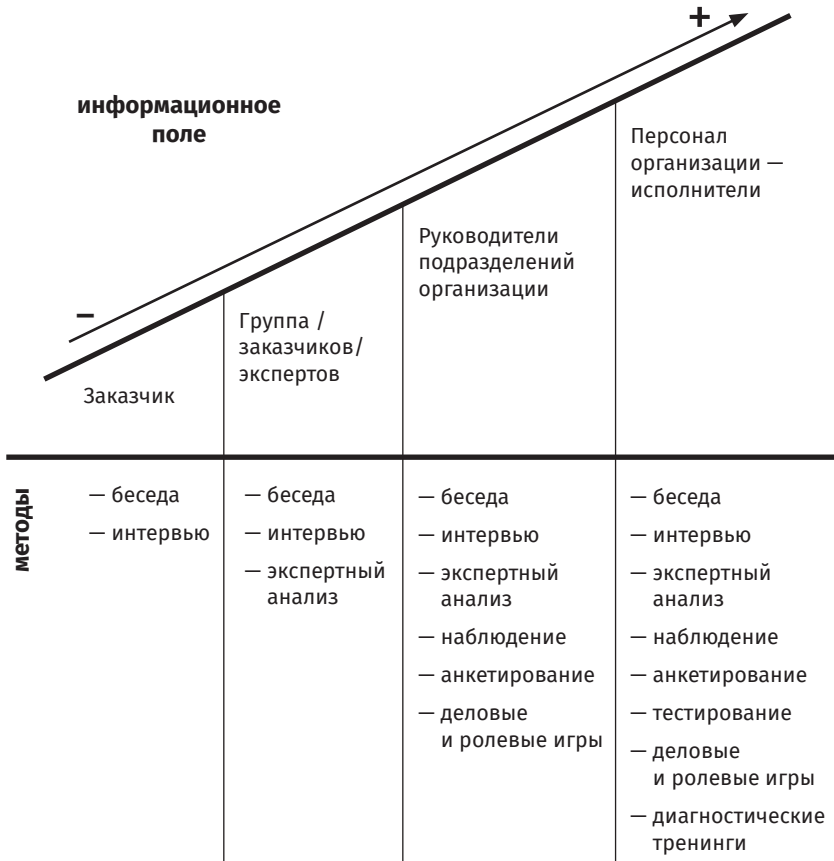 +
информационное
поле
Персонал
организации —
исполнители
Руководители
подразделений
организации
–
Группа /
заказчиков/
экспертов
Заказчик
методы
— беседа
— интервью
— беседа
— интервью
— экспертный
анализ
— беседа
— интервью
— экспертный
анализ
— наблюдение
— анкетирование
— деловые
и ролевые игры
— беседа
— интервью
— экспертный
анализ
— наблюдение
— анкетирование
— тестирование
— деловые
и ролевые игры
— диагностические
тренинги